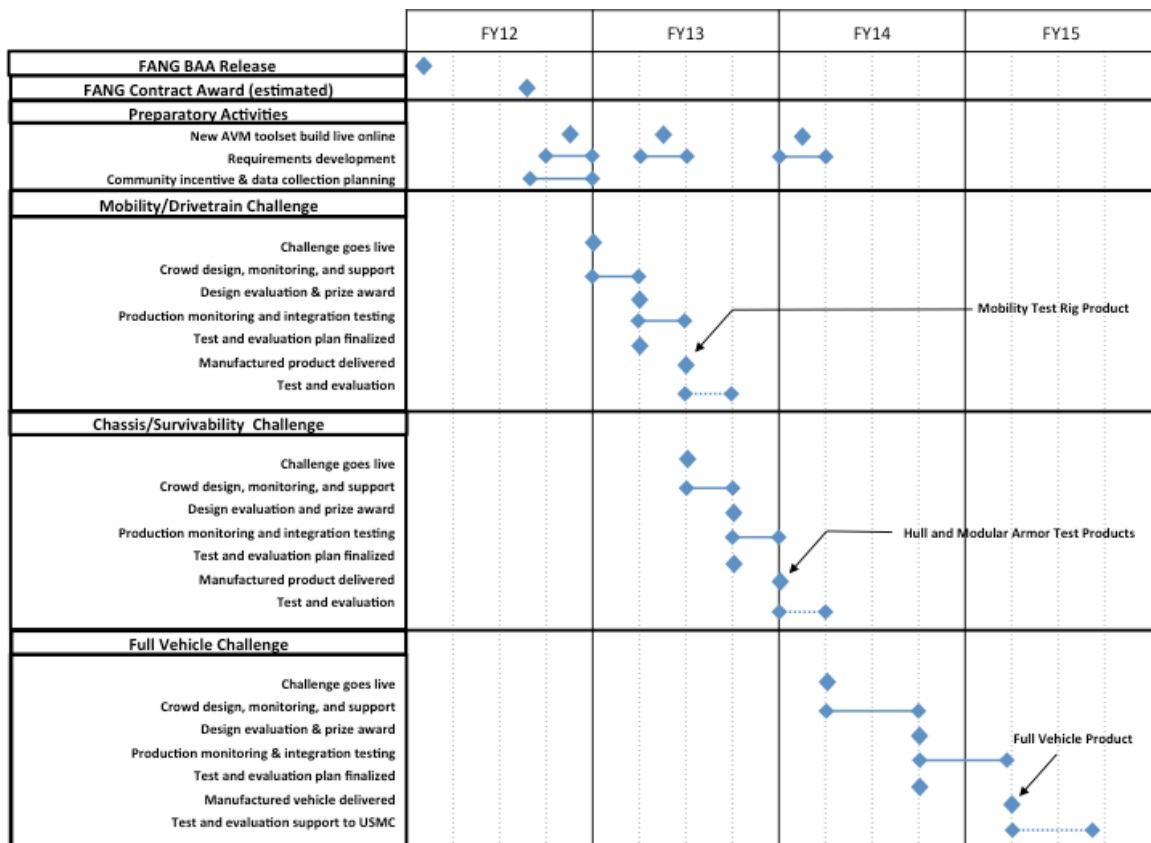 FY12 FY13 FY14 FY15
FANG BAA Release
FANG Contract Award (estimated)
Preparatory Activities
New AVM toolset build live online
Requirements development
Community incentive & data collection planning
Mobility/Drivetrain Challenge
Challenge goes live
Crowd design, monitoring, and support
Design evaluation & prize award
Production monitoring and integration testing
Mobility Test Rig Product
Test and evaluation plan finalized
Manufactured product delivered
Test and evaluation
Chassis/Survivability Challenge
Challenge goes live
Crowd design, monitoring, and support
Design evaluation and prize award
Production monitoring and integration testing
Hull and Modular Armor Test Products
Test and evaluation plan finalized
Manufactured product delivered
Test and evaluation
Full Vehicle Challenge
Challenge goes live
Crowd design, monitoring, and support
Design evaluation & prize award
Full Vehicle Product
Production monitoring & integration testing
Test and evaluation plan finalized
Manufactured vehicle delivered
Test and evaluation support to USMC